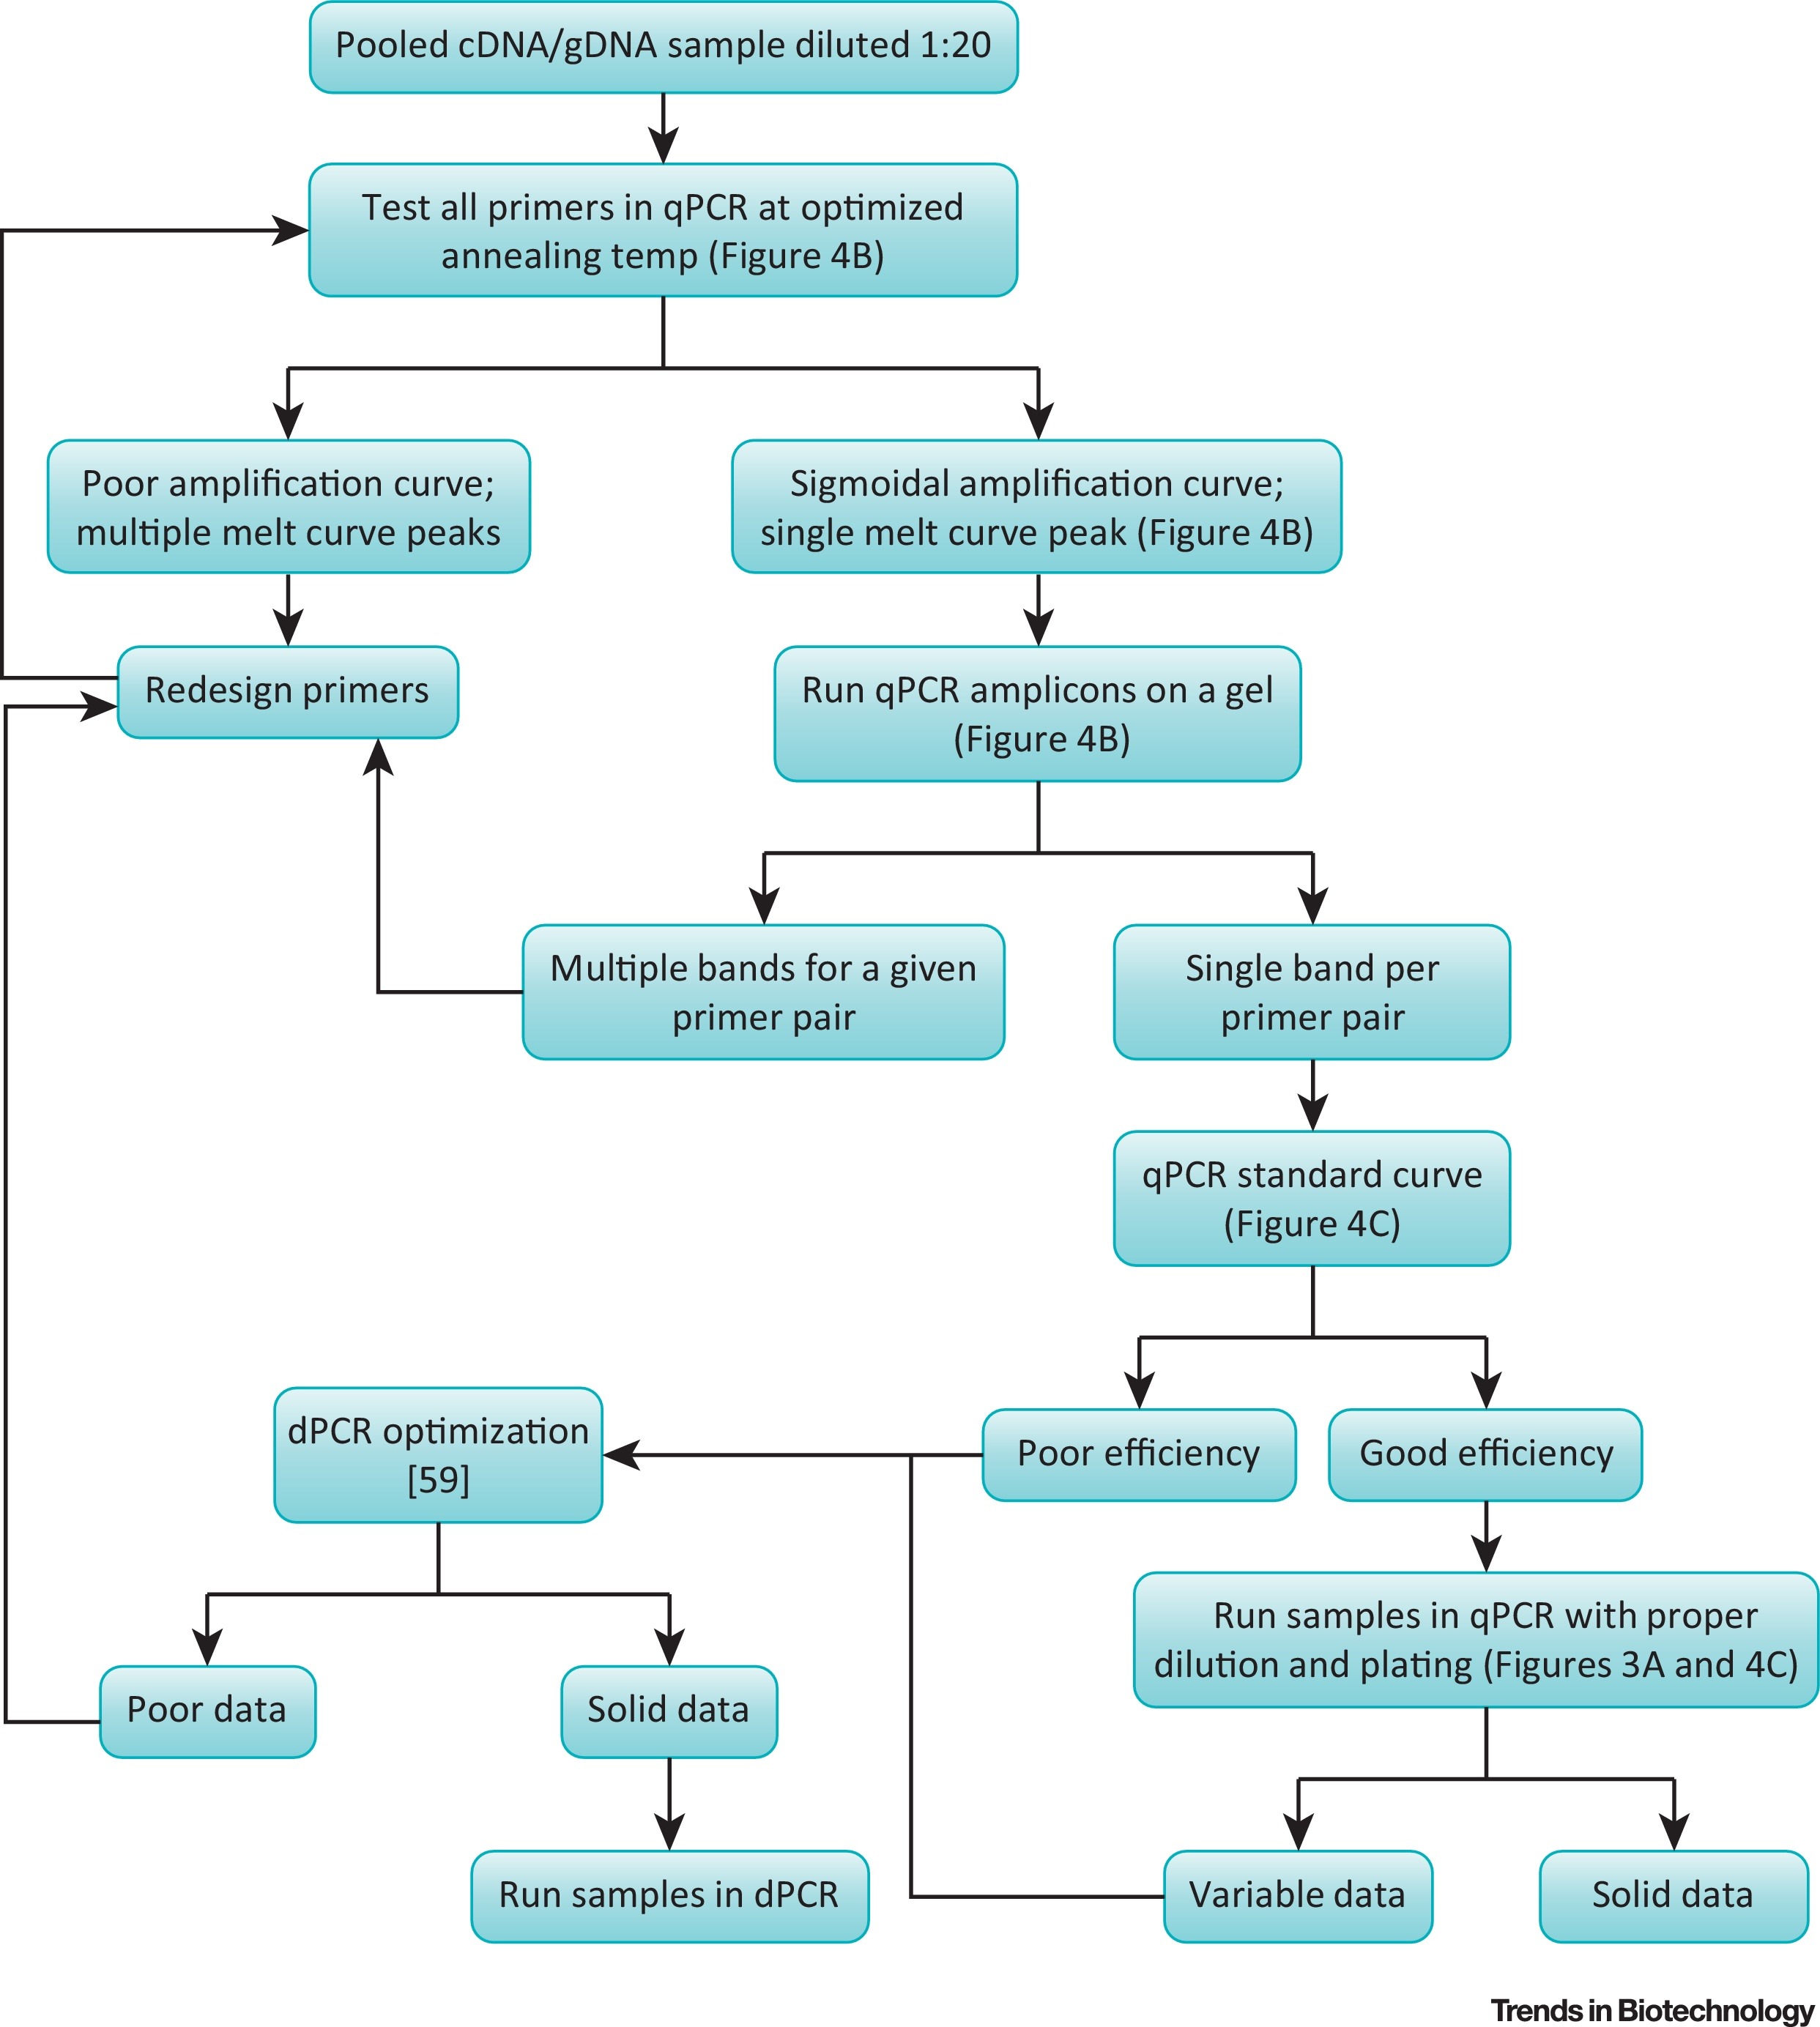 Pooled cDNA/gDNA sample diluted 1:20
Test all primers in qPCR at optimized
annealing temp (Figure 4B)
Poor amplification curve;
multiple melt curve peaks
Sigmoidal amplification curve;
single melt curve peak (Figure 4B)
Redesign primers
Run qPCR amplicons on a gel
(Figure 4B)
Multiple bands for a given
primer pair
Single band per
primer pair
qPCR standard curve
(Figure 4C)
dPCR optimization
[59]
Poor efficiency
Good efficiency
Run samples in qPCR with proper
dilution and plating (Figures 3A and 4C)
Poor data
Solid data
Run samples in dPCR
Variable data
Solid data
Trends in Biotechnology